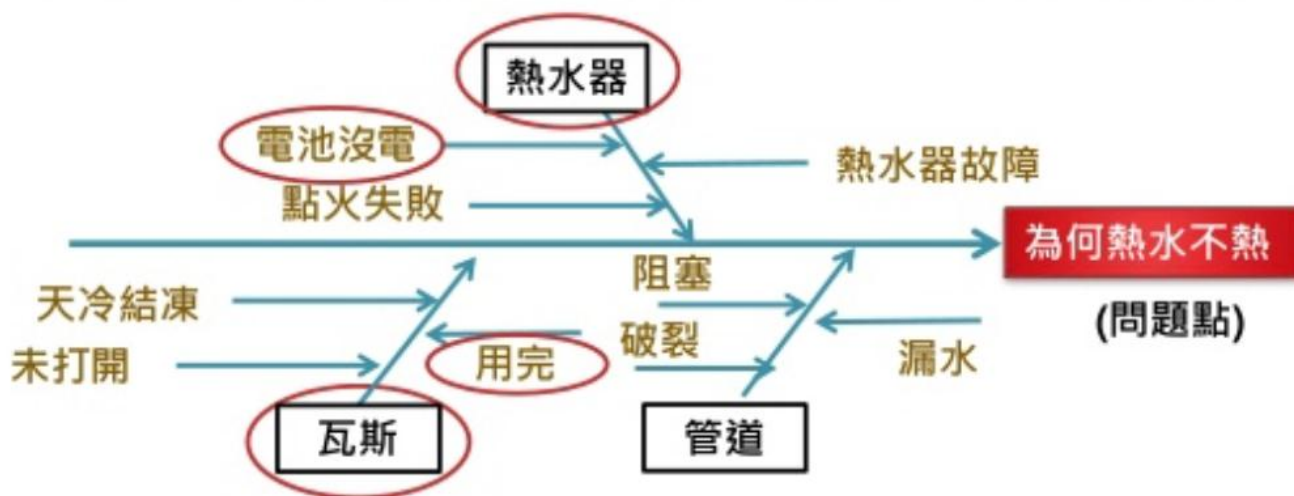 熱水器
電池沒電
熱水器故障
點火失敗
為何熱水不熱
(問題點)
阻塞
天冷結凍
破裂
漏水
未打開
用完
瓦斯
管道